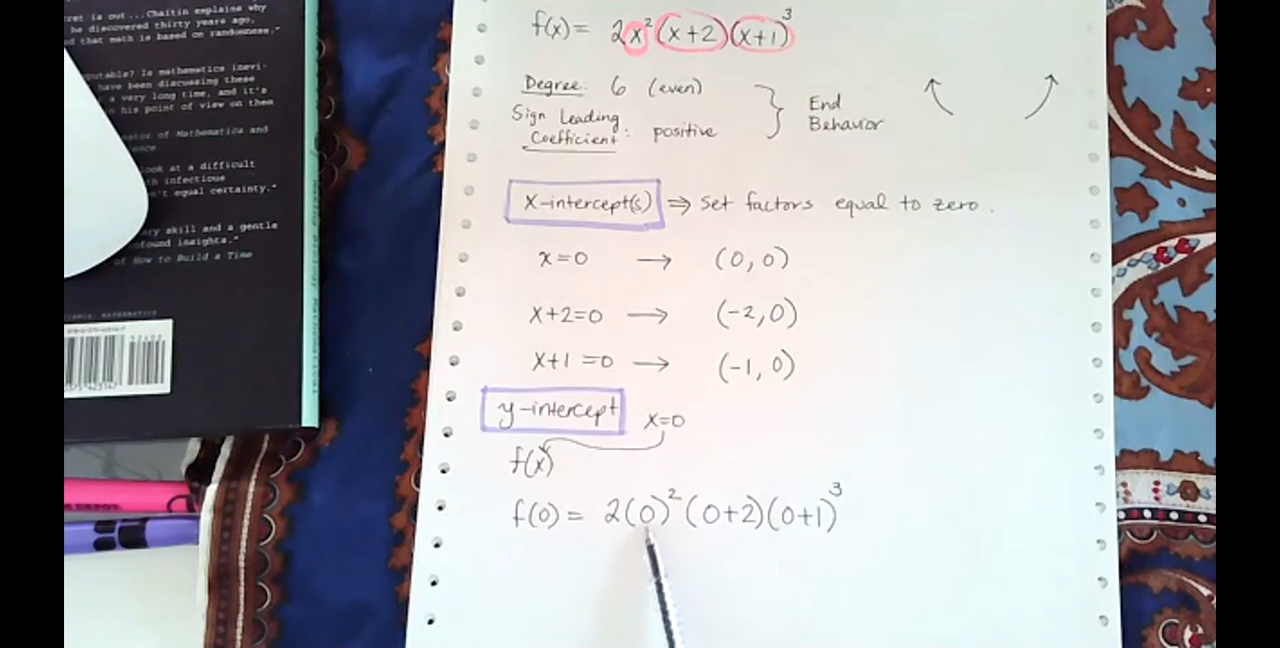 ret is out...Chaitin explains why
he discovered thirty years ago,
d that math is based on randomness."
putable? Is mathematics inevi-
have been discussing these
a very long time, and it's
his point of view on them
of Mathematics and
look at a difficult
th infectious
't equal certainty."
ry skill and a gentle
ofound insights."
of How to Build a Time
f(x) = 2x²(x+2)(x+1)³
Degree: 6 (even)
Sign Leading
Coefficient: positive
} End
Behavior
x-intercept(s) ⇒ Set factors equal to zero.
x=0 → (0,0)
x+2=0 → (-2,0)
x+1=0 → (-1,0)
y-intercept x=0
f(x)
f(0) = 2(0)²(0+2)(0+1)³